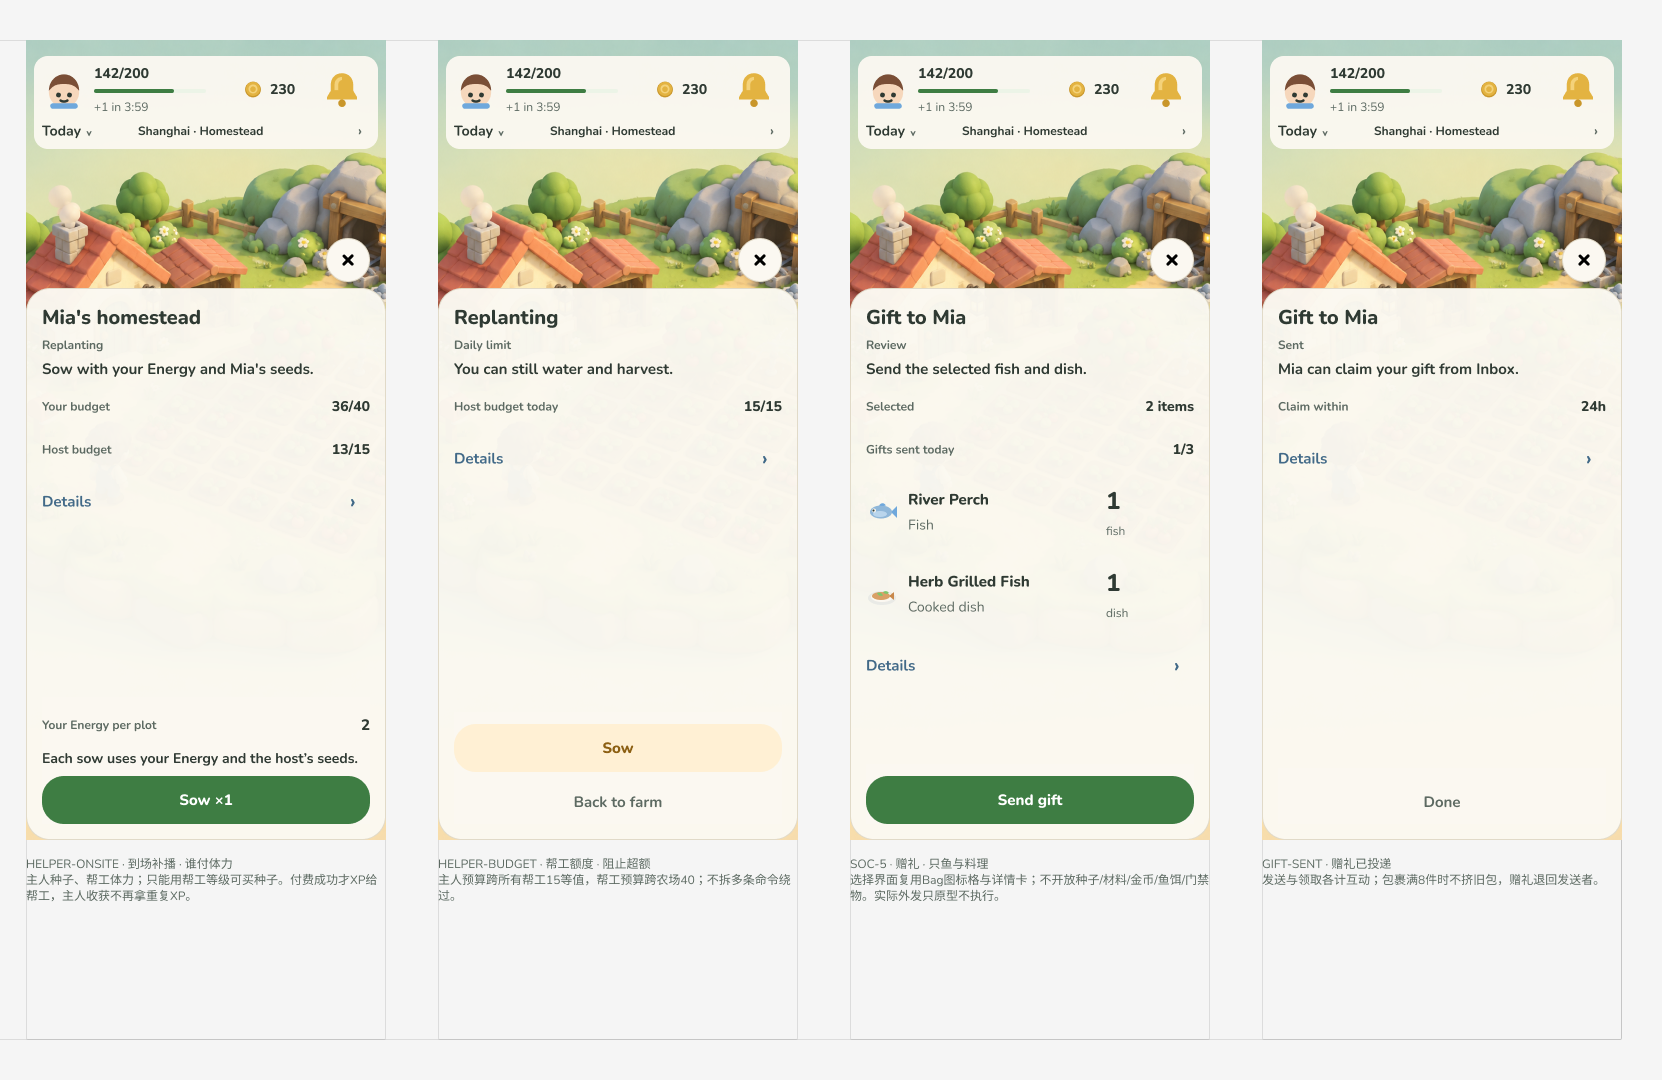 142/200
230
+1 in 3:59
Today ˅
Shanghai · Homestead ›
Mia's homestead
Replanting
Sow with your Energy and Mia's seeds.
Your budget 36/40
Host budget 13/15
Details ›
Your Energy per plot 2
Each sow uses your Energy and the host’s seeds.
Sow ×1
HELPER-ONSITE · 到场补播 · 谁付体力
主人种子、帮工体力；只能用帮工等级可买种子。付费成功才XP给
帮工，主人收获不再拿重复XP。
142/200
230
+1 in 3:59
Today ˅
Shanghai · Homestead ›
Replanting
Daily limit
You can still water and harvest.
Host budget today 15/15
Details ›
Sow
Back to farm
HELPER-BUDGET · 帮工额度 · 阻止超额
主人预算跨所有帮工15等值，帮工预算跨农场40；不拆多条命令绕
过。
142/200
230
+1 in 3:59
Today ˅
Shanghai · Homestead ›
Gift to Mia
Review
Send the selected fish and dish.
Selected 2 items
Gifts sent today 1/3
River Perch 1
Fish fish
Herb Grilled Fish 1
Cooked dish dish
Details ›
Send gift
SOC-5 · 赠礼 · 只鱼与料理
选择界面复用Bag图标格与详情卡；不开放种子/材料/金币/鱼饵/门禁
物。实际外发只原型不执行。
142/200
230
+1 in 3:59
Today ˅
Shanghai · Homestead ›
Gift to Mia
Sent
Mia can claim your gift from Inbox.
Claim within 24h
Details ›
Done
GIFT-SENT · 赠礼已投递
发送与领取各计互动；包裹满8件时不挤旧包，赠礼退回发送者。